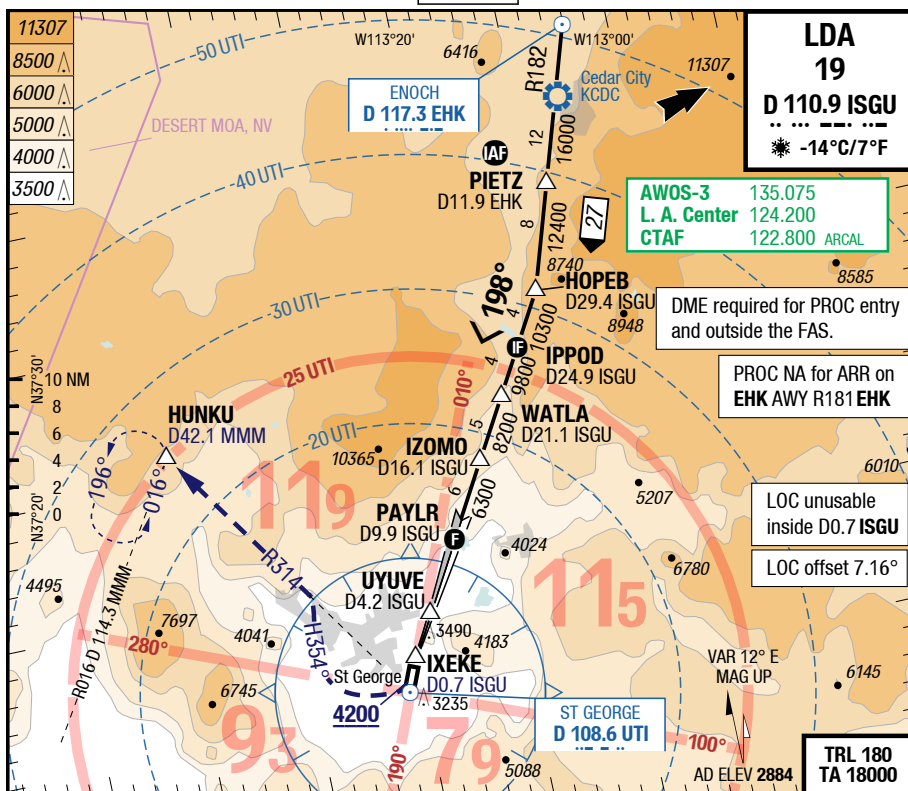 11307
8500
6000
5000
4000
3500
50 UTI
W113°20'
W113°00'
6416
11307
R182
ENOCH
D 117.3 EHK
Cedar City
KCDC
LDA
19
D 110.9 ISGU
-14°C/7°F
DESERT MOA, NV
12
16000
IAF
PIETZ
D11.9 EHK
40 UTI
AWOS-3 135.075
L. A. Center 124.200
CTAF 122.800 ARCAL
8
12400
27
8740
HOPEB
D29.4 ISGU
8585
198°
4
10300
8948
30 UTI
DME required for PROC entry
and outside the FAS.
IF
IPPOD
D24.9 ISGU
4
9800
25 UTI
010°
N37°30'
10 NM
8
6
4
2
0
N37°20'
PROC NA for ARR on
EHK AWY R181 EHK
HUNKU
D42.1 MMM
WATLA
D21.1 ISGU
5
8200
20 UTI
IZOMO
D16.1 ISGU
10365
6010
196°
016°
119
6
6300
5207
PAYLR
D9.9 ISGU
F
LOC unusable
inside D0.7 ISGU
4024
6780
LOC offset 7.16°
R314
UYUVE
D4.2 ISGU
115
4495
R016 D 114.3 MMM
7697
4041
H354°
3490
4183
280°
St George
IXEKE
D0.7 ISGU
VAR 12° E
MAG UP
6145
6745
4200
3235
ST GEORGE
D 108.6 UTI
93
79
190°
100°
5088
AD ELEV 2884
TRL 180
TA 18000